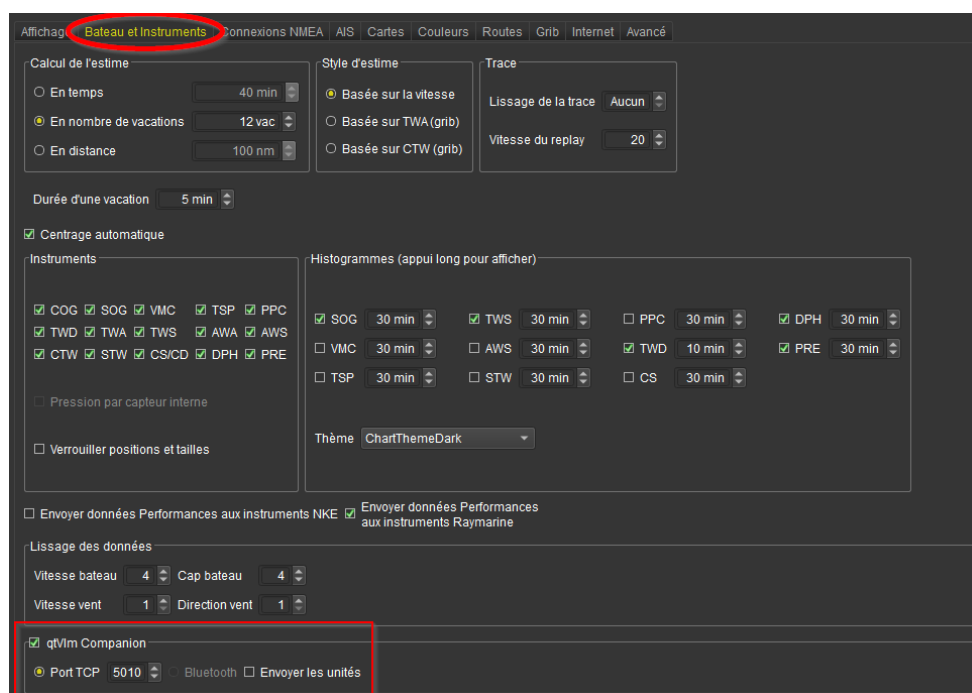 Affichage Bateau et Instruments Connexions NMEA AIS Cartes Couleurs Routes Grib Internet Avancé
Calcul de l'estime Style d'estime Trace
En temps 40 min Basée sur la vitesse Lissage de la trace Aucun
En nombre de vacations 12 vac Basée sur TWA (grib)
En distance 100 nm Basée sur CTW (grib) Vitesse du replay 20
Durée d'une vacation 5 min
Centrage automatique
Instruments Histogrammes (appui long pour afficher)
COG SOG VMC TSP PPC SOG 30 min TWS 30 min PPC 30 min DPH 30 min
TWD TWA TWS AWA AWS VMC 30 min AWS 30 min TWD 10 min PRE 30 min
CTW STW CS/CD DPH PRE TSP 30 min STW 30 min CS 30 min
Pression par capteur interne
Thème ChartThemeDark
Verrouiller positions et tailles
Envoyer données Performances aux instruments NKE Envoyer données Performances
aux instruments Raymarine
Lissage des données
Vitesse bateau 4 Cap bateau 4
Vitesse vent 1 Direction vent 1
qtVlm Companion
Port TCP 5010 Bluetooth Envoyer les unités